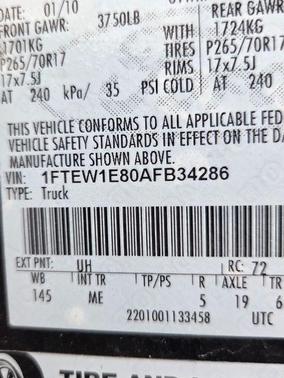 DATE: 01/10
FRONT GAWR: 3750LB REAR GAWR:
1701KG WITH 1724KG
P265/70R17 TIRES P265/70R17
17x7.5J RIMS 17x7.5J
AT 240 kPa/ 35 PSI COLD AT 240
THIS VEHICLE CONFORMS TO ALL APPLICABLE FED
VEHICLE SAFETY STANDARDS IN EFFECT ON THE DA
MANUFACTURE SHOWN ABOVE.
VIN: 1FTEW1E80AFB34286
TYPE: Truck
EXT PNT: UH RC: 72
WB INT TR TP/PS R AXLE TR
145 ME 5 19 6
2201001133458 UTC
TIRE AND